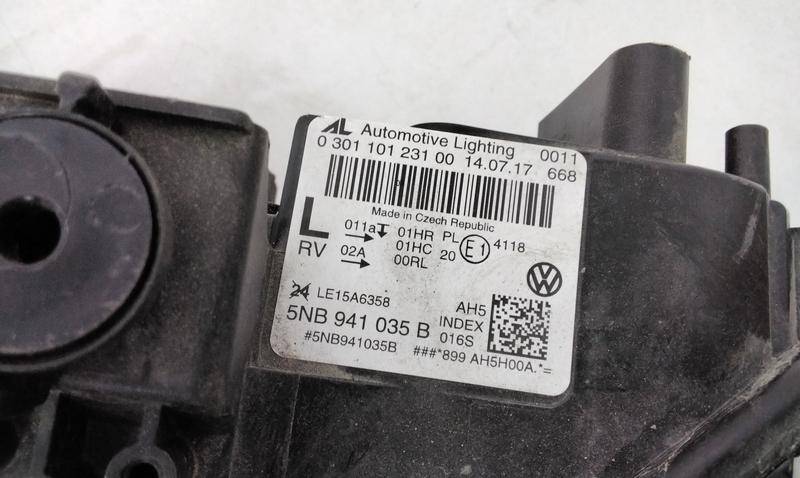 AL Automotive Lighting 0011
0 301 101 231 00 14.07.17 668
Made in Czech Republic
L 011a 01HR PL E1 4118
RV 02A 01HC 20
00RL
24 LE15A6358 AH5
5NB 941 035 B INDEX
016S
#5NB941035B ###*899 AH5H00A.*=